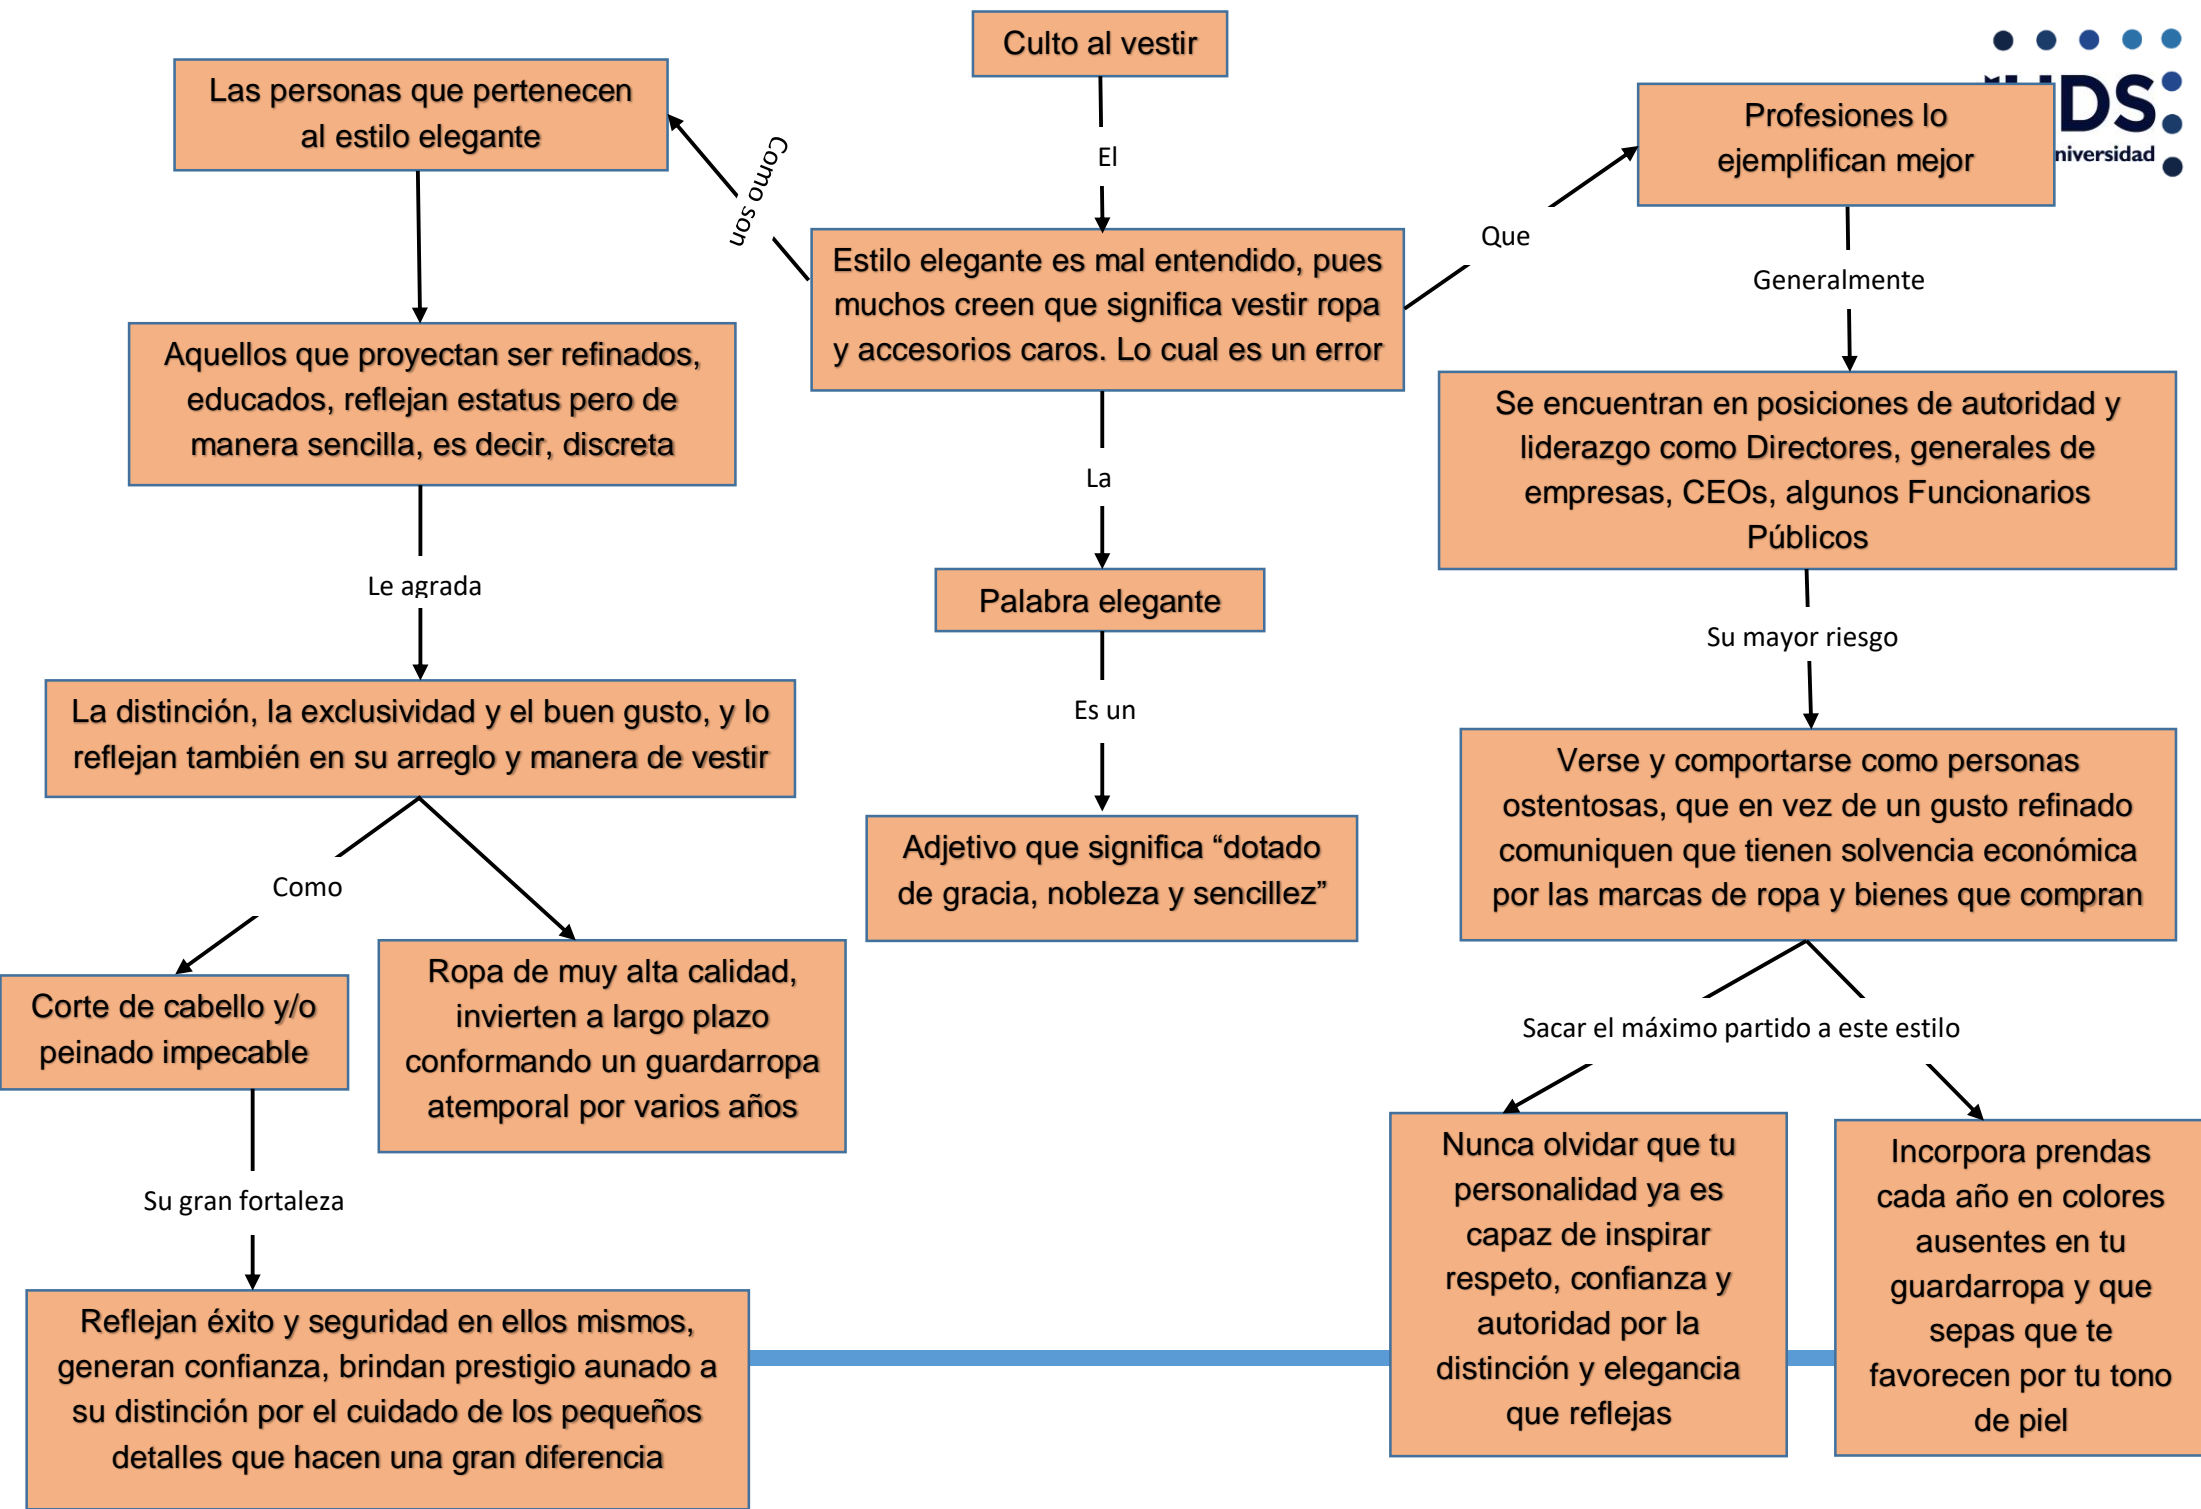 Culto al vestir
El
Estilo elegante es mal entendido, pues
muchos creen que significa vestir ropa
y accesorios caros. Lo cual es un error
Como son
Las personas que pertenecen
al estilo elegante
Aquellos que proyectan ser refinados,
educados, reflejan estatus pero de
manera sencilla, es decir, discreta
Le agrada
La distinción, la exclusividad y el buen gusto, y lo
reflejan también en su arreglo y manera de vestir
Como
Corte de cabello y/o
peinado impecable
Ropa de muy alta calidad,
invierten a largo plazo
conformando un guardarropa
atemporal por varios años
Su gran fortaleza
Reflejan éxito y seguridad en ellos mismos,
generan confianza, brindan prestigio aunado a
su distinción por el cuidado de los pequeños
detalles que hacen una gran diferencia
La
Palabra elegante
Es un
Adjetivo que significa “dotado
de gracia, nobleza y sencillez”
Que
Profesiones lo
ejemplifican mejor
DS
niversidad
Generalmente
Se encuentran en posiciones de autoridad y
liderazgo como Directores, generales de
empresas, CEOs, algunos Funcionarios
Públicos
Su mayor riesgo
Verse y comportarse como personas
ostentosas, que en vez de un gusto refinado
comuniquen que tienen solvencia económica
por las marcas de ropa y bienes que compran
Sacar el máximo partido a este estilo
Nunca olvidar que tu
personalidad ya es
capaz de inspirar
respeto, confianza y
autoridad por la
distinción y elegancia
que reflejas
Incorpora prendas
cada año en colores
ausentes en tu
guardarropa y que
sepas que te
favorecen por tu tono
de piel